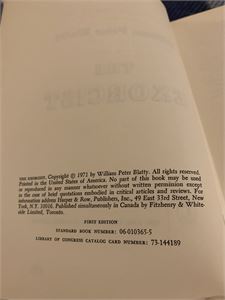 THE EXORCIST. Copyright © 1971 by William Peter Blatty. All rights reserved.
Printed in the United States of America. No part of this book may be used
or reproduced in any manner whatsoever without written permission except
in the case of brief quotations embodied in critical articles and reviews. For
information address Harper & Row, Publishers, Inc., 49 East 33rd Street, New
York, N.Y. 10016. Published simultaneously in Canada by Fitzhenry & White-
side Limited, Toronto.
FIRST EDITION
STANDARD BOOK NUMBER: 06-010365-5
LIBRARY OF CONGRESS CATALOG CARD NUMBER: 73-144189